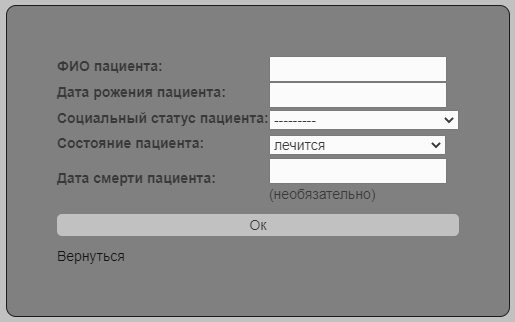 ФИО пациента:
Дата рожения пациента:
Социальный статус пациента: ---------
Состояние пациента: лечится
Дата смерти пациента:
(необязательно)
Ок
Вернуться